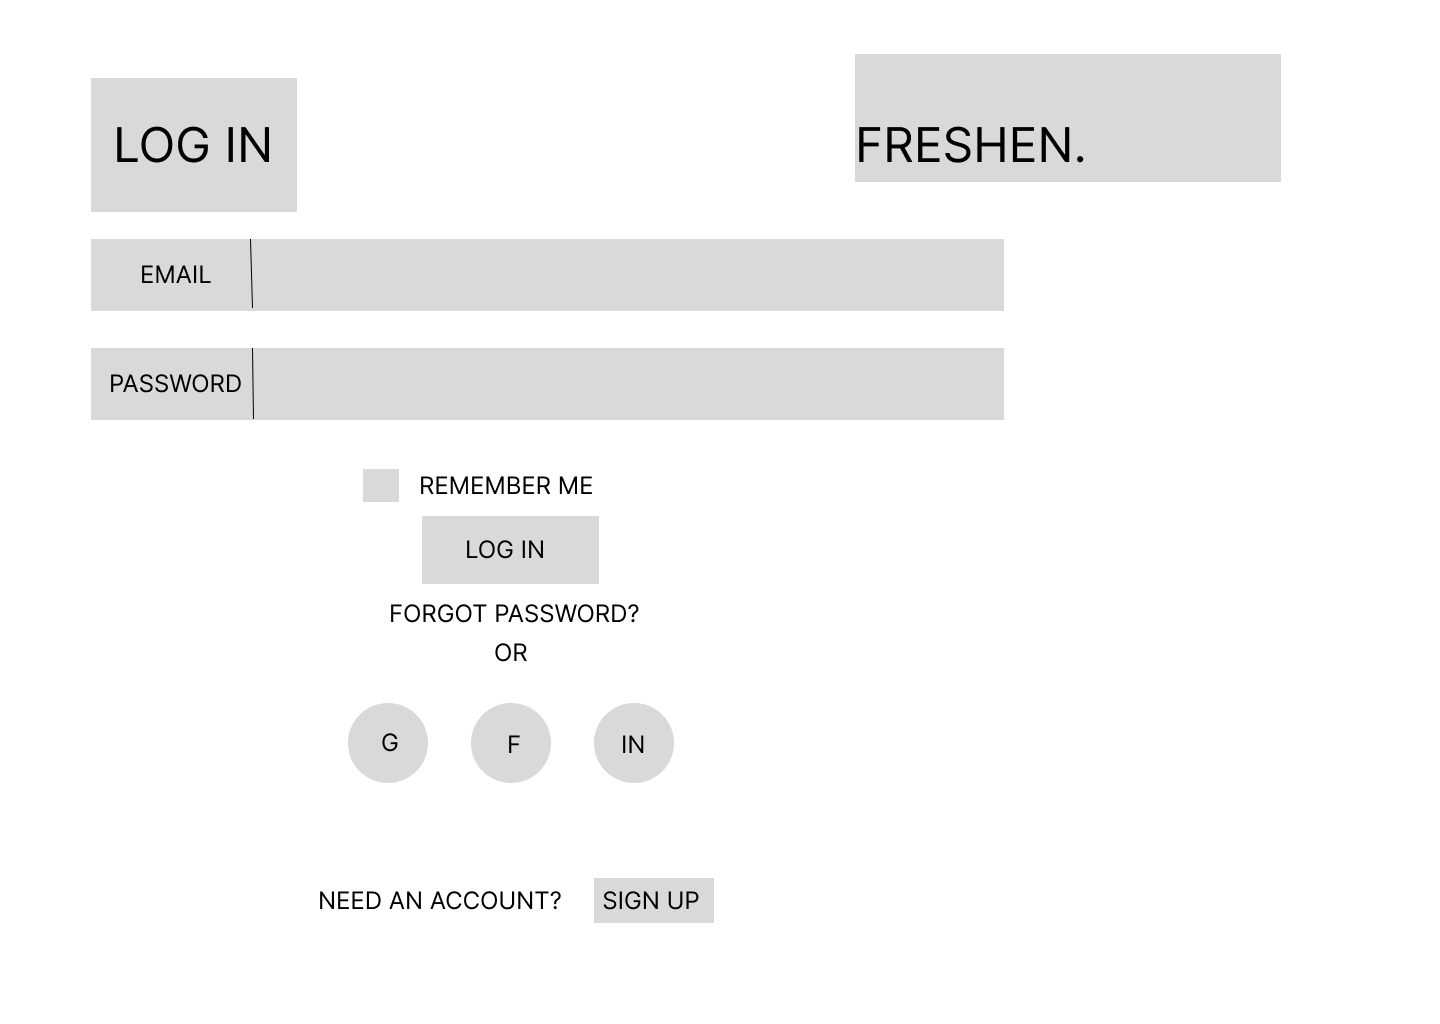 LOG IN
FRESHEN.
EMAIL
PASSWORD
REMEMBER ME
LOG IN
FORGOT PASSWORD?
OR
G
F
IN
NEED AN ACCOUNT?
SIGN UP